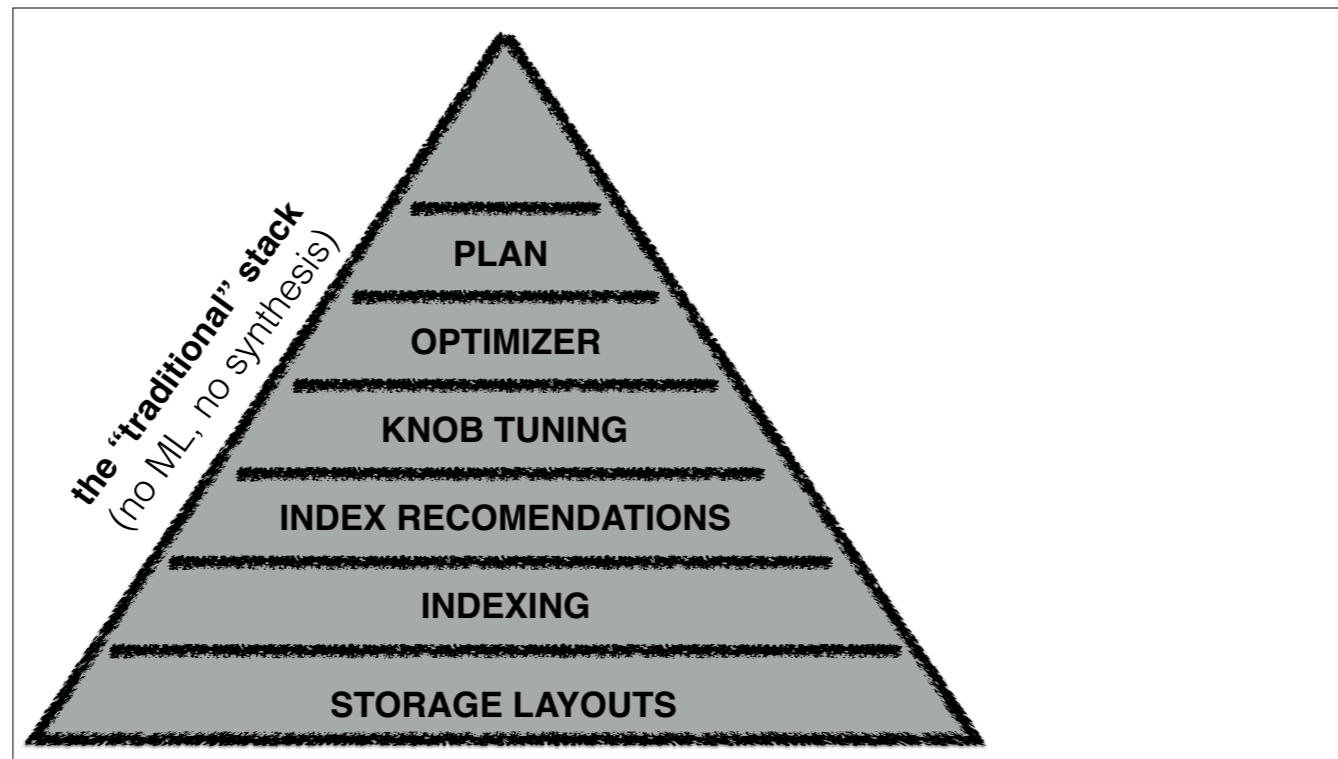 the “traditional” stack
(no ML, no synthesis)
PLAN
OPTIMIZER
KNOB TUNING
INDEX RECOMENDATIONS
INDEXING
STORAGE LAYOUTS